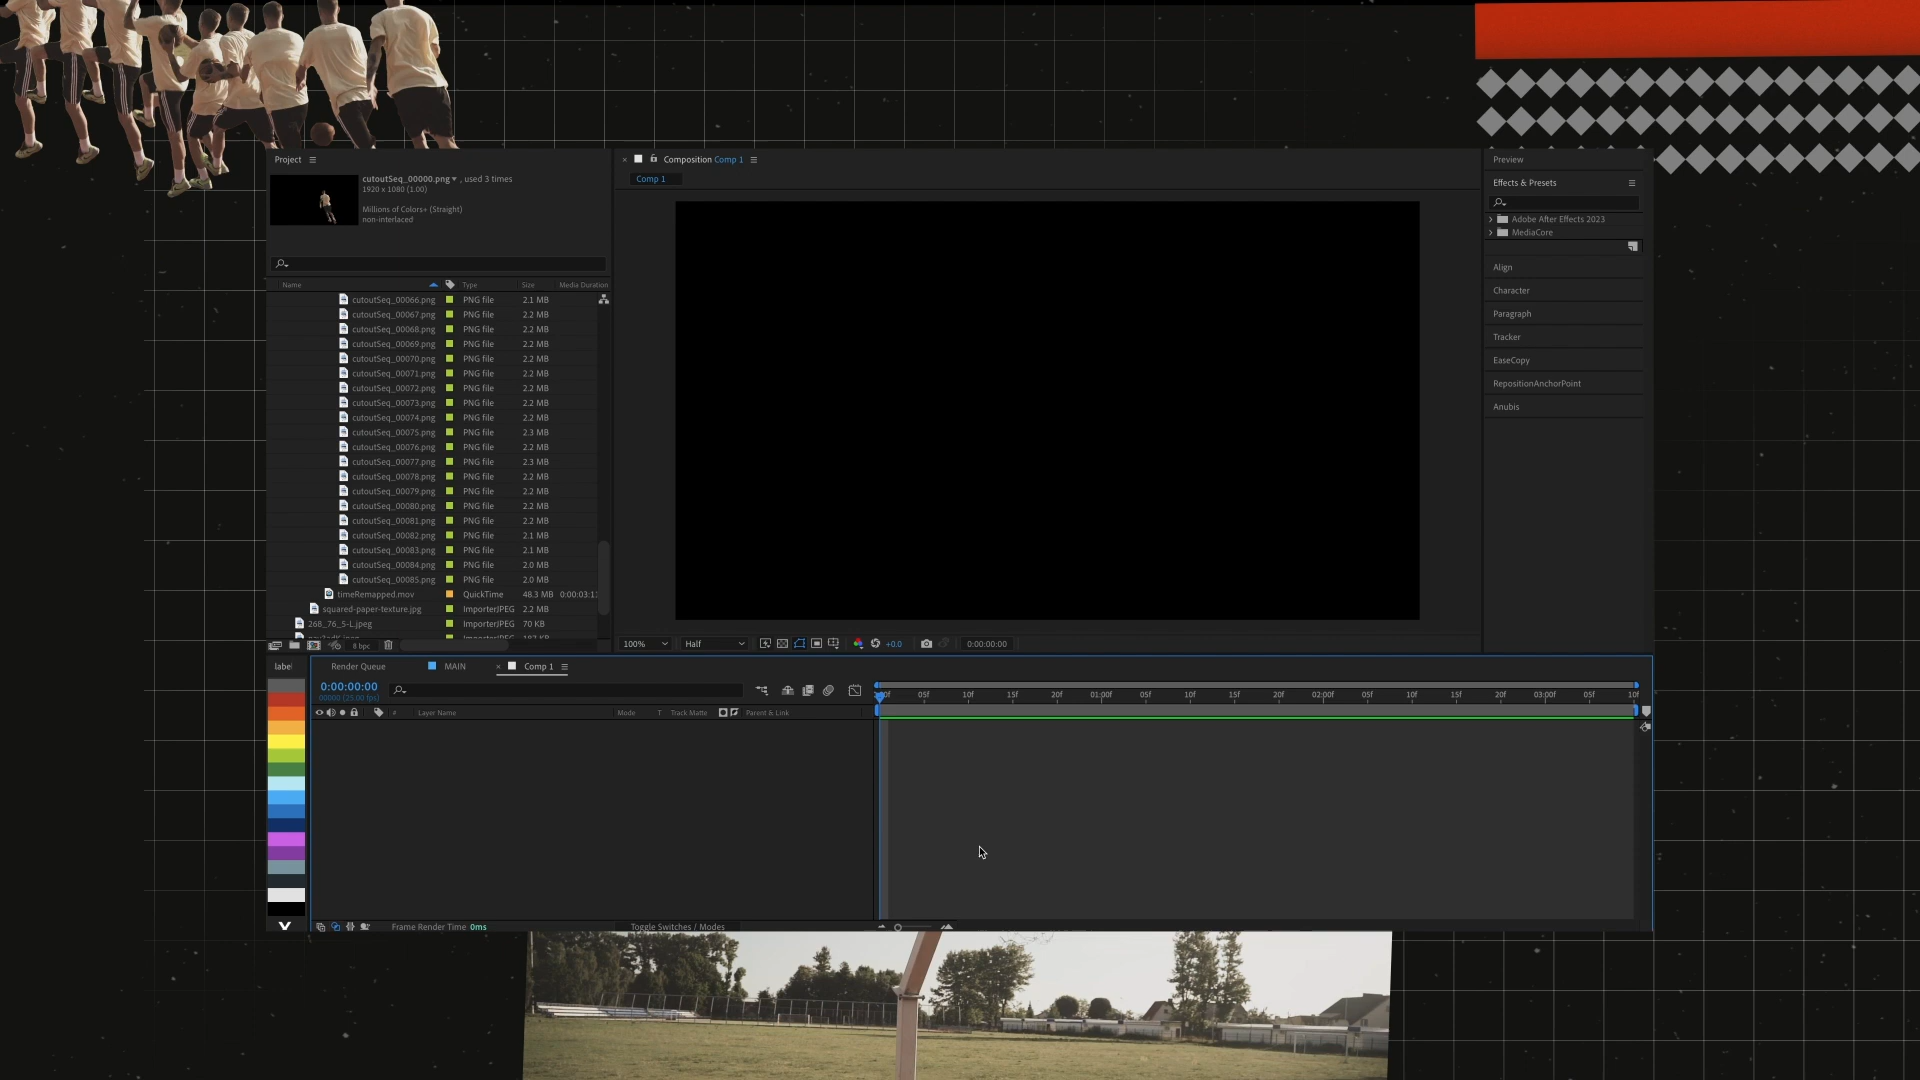 Project
cutoutSeq_00000.png , used 3 times
1920 x 1080 (1.00)
Millions of Colors+ (Straight)
non-interlaced
Name Type Size Media Duration
cutoutSeq_00066.png PNG file 2.1 MB
cutoutSeq_00067.png PNG file 2.2 MB
cutoutSeq_00068.png PNG file 2.2 MB
cutoutSeq_00069.png PNG file 2.2 MB
cutoutSeq_00070.png PNG file 2.2 MB
cutoutSeq_00071.png PNG file 2.2 MB
cutoutSeq_00072.png PNG file 2.2 MB
cutoutSeq_00073.png PNG file 2.2 MB
cutoutSeq_00074.png PNG file 2.2 MB
cutoutSeq_00075.png PNG file 2.3 MB
cutoutSeq_00076.png PNG file 2.2 MB
cutoutSeq_00077.png PNG file 2.3 MB
cutoutSeq_00078.png PNG file 2.2 MB
cutoutSeq_00079.png PNG file 2.2 MB
cutoutSeq_00080.png PNG file 2.2 MB
cutoutSeq_00081.png PNG file 2.2 MB
cutoutSeq_00082.png PNG file 2.1 MB
cutoutSeq_00083.png PNG file 2.1 MB
cutoutSeq_00084.png PNG file 2.0 MB
cutoutSeq_00085.png PNG file 2.0 MB
timeRemapped.mov QuickTime 48.3 MB 0:00:03:1
squared-paper-texture.jpg ImporterJPEG 2.2 MB
268_76_5-L.jpeg ImporterJPEG 70 KB
8 bpc
Composition Comp 1
Comp 1
100% Half +0.0 0:00:00:00
Preview
Effects & Presets
Adobe After Effects 2023
MediaCore
Align
Character
Paragraph
Tracker
EaseCopy
RepositionAnchorPoint
Anubis
label Render Queue MAIN × Comp 1
0:00:00:00
00000 (25.00 fps)
# Layer Name Mode T Track Matte Parent & Link
05f 10f 15f 20f 01:00f 05f 10f 15f 20f 02:00f 05f 10f 15f 20f 03:00f 05f 10f
Frame Render Time 0ms Toggle Switches / Modes